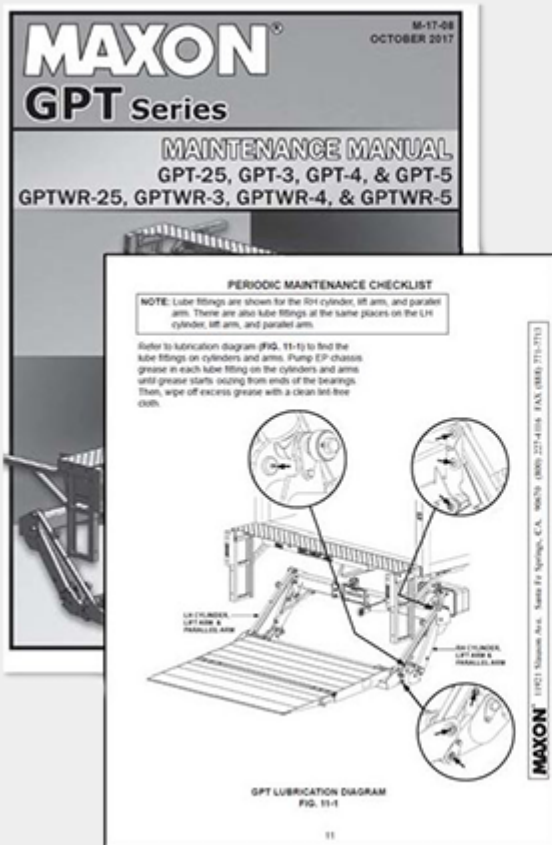 MAXON®
M-17-08
OCTOBER 2017
GPT Series
MAINTENANCE MANUAL
GPT-25, GPT-3, GPT-4, & GPT-5
GPTWR-25, GPTWR-3, GPTWR-4, & GPTWR-5
PERIODIC MAINTENANCE CHECKLIST
NOTE: Lube fittings are shown for the RH cylinder, lift arm, and parallel
arm. There are also lube fittings at the same places on the LH
cylinder, lift arm, and parallel arm.
Refer to lubrication diagram (FIG. 11-1) to find the
lube fittings on cylinders and arms. Pump EP chassis
grease in each lube fitting on the cylinders and arms
until grease starts oozing from ends of the bearings.
Then, wipe off excess grease with a clean lint-free
cloth.
LH CYLINDER,
LIFT ARM &
PARALLEL ARM
RH CYLINDER,
LIFT ARM &
PARALLEL ARM
GPT LUBRICATION DIAGRAM
FIG. 11-1
11
MAXON 11921 Slauson Ave. Santa Fe Springs, CA. 90670 (800) 227-4116 FAX (888) 771-7713